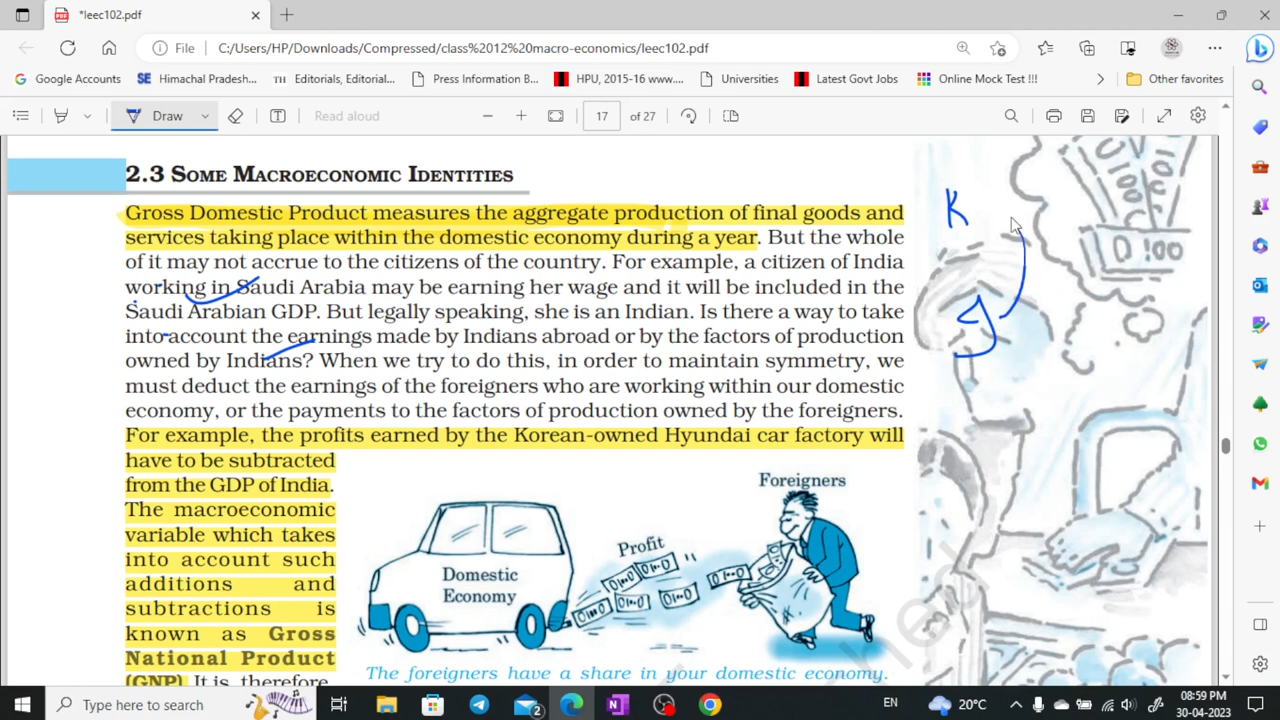 *leec102.pdf
File C:/Users/HP/Downloads/Compressed/class%2012%20macro-economics/leec102.pdf
Google Accounts SE Himachal Pradesh... TH Editorials, Editorial... Press Information B... HPU, 2015-16 www.... Universities Latest Govt Jobs Online Mock Test !!! Other favorites
Draw Read aloud 17 of 27
2.3 SOME MACROECONOMIC IDENTITIES
Gross Domestic Product measures the aggregate production of final goods and
services taking place within the domestic economy during a year. But the whole
of it may not accrue to the citizens of the country. For example, a citizen of India
working in Saudi Arabia may be earning her wage and it will be included in the
Saudi Arabian GDP. But legally speaking, she is an Indian. Is there a way to take
into account the earnings made by Indians abroad or by the factors of production
owned by Indians? When we try to do this, in order to maintain symmetry, we
must deduct the earnings of the foreigners who are working within our domestic
economy, or the payments to the factors of production owned by the foreigners.
For example, the profits earned by the Korean-owned Hyundai car factory will
have to be subtracted
from the GDP of India.
The macroeconomic
variable which takes
into account such
additions and
subtractions is
known as Gross
National Product
(GNP). It is therefore,
K
Foreigners
Profit
Domestic
Economy
The foreigners have a share in your domestic economy.
Type here to search
2
EN
20°C
08:59 PM
30-04-2023